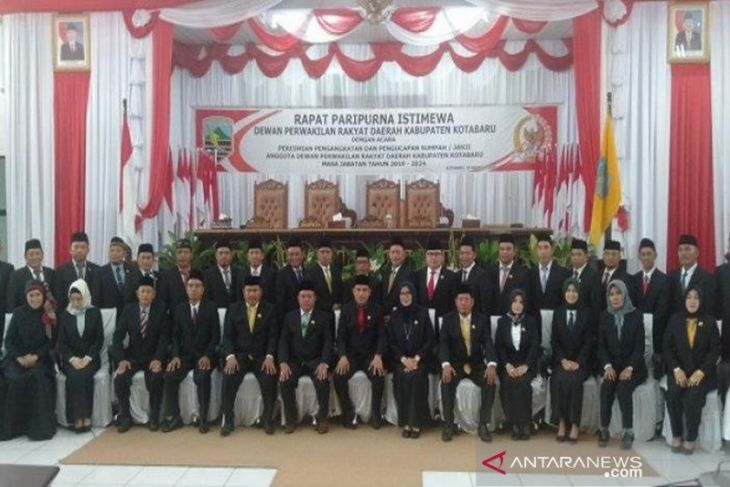 RAPAT PARIPURNA ISTIMEWA
DEWAN PERWAKILAN RAKYAT DAERAH KABUPATEN KOTABARU
DENGAN ACARA
PERESMIAN PENGANGKATAN DAN PENGUCAPAN SUMPAH / JANJI
ANGGOTA DEWAN PERWAKILAN RAKYAT DAERAH KABUPATEN KOTABARU
MASA JABATAN TAHUN 2019 - 2024
ANTARANEWS
.com